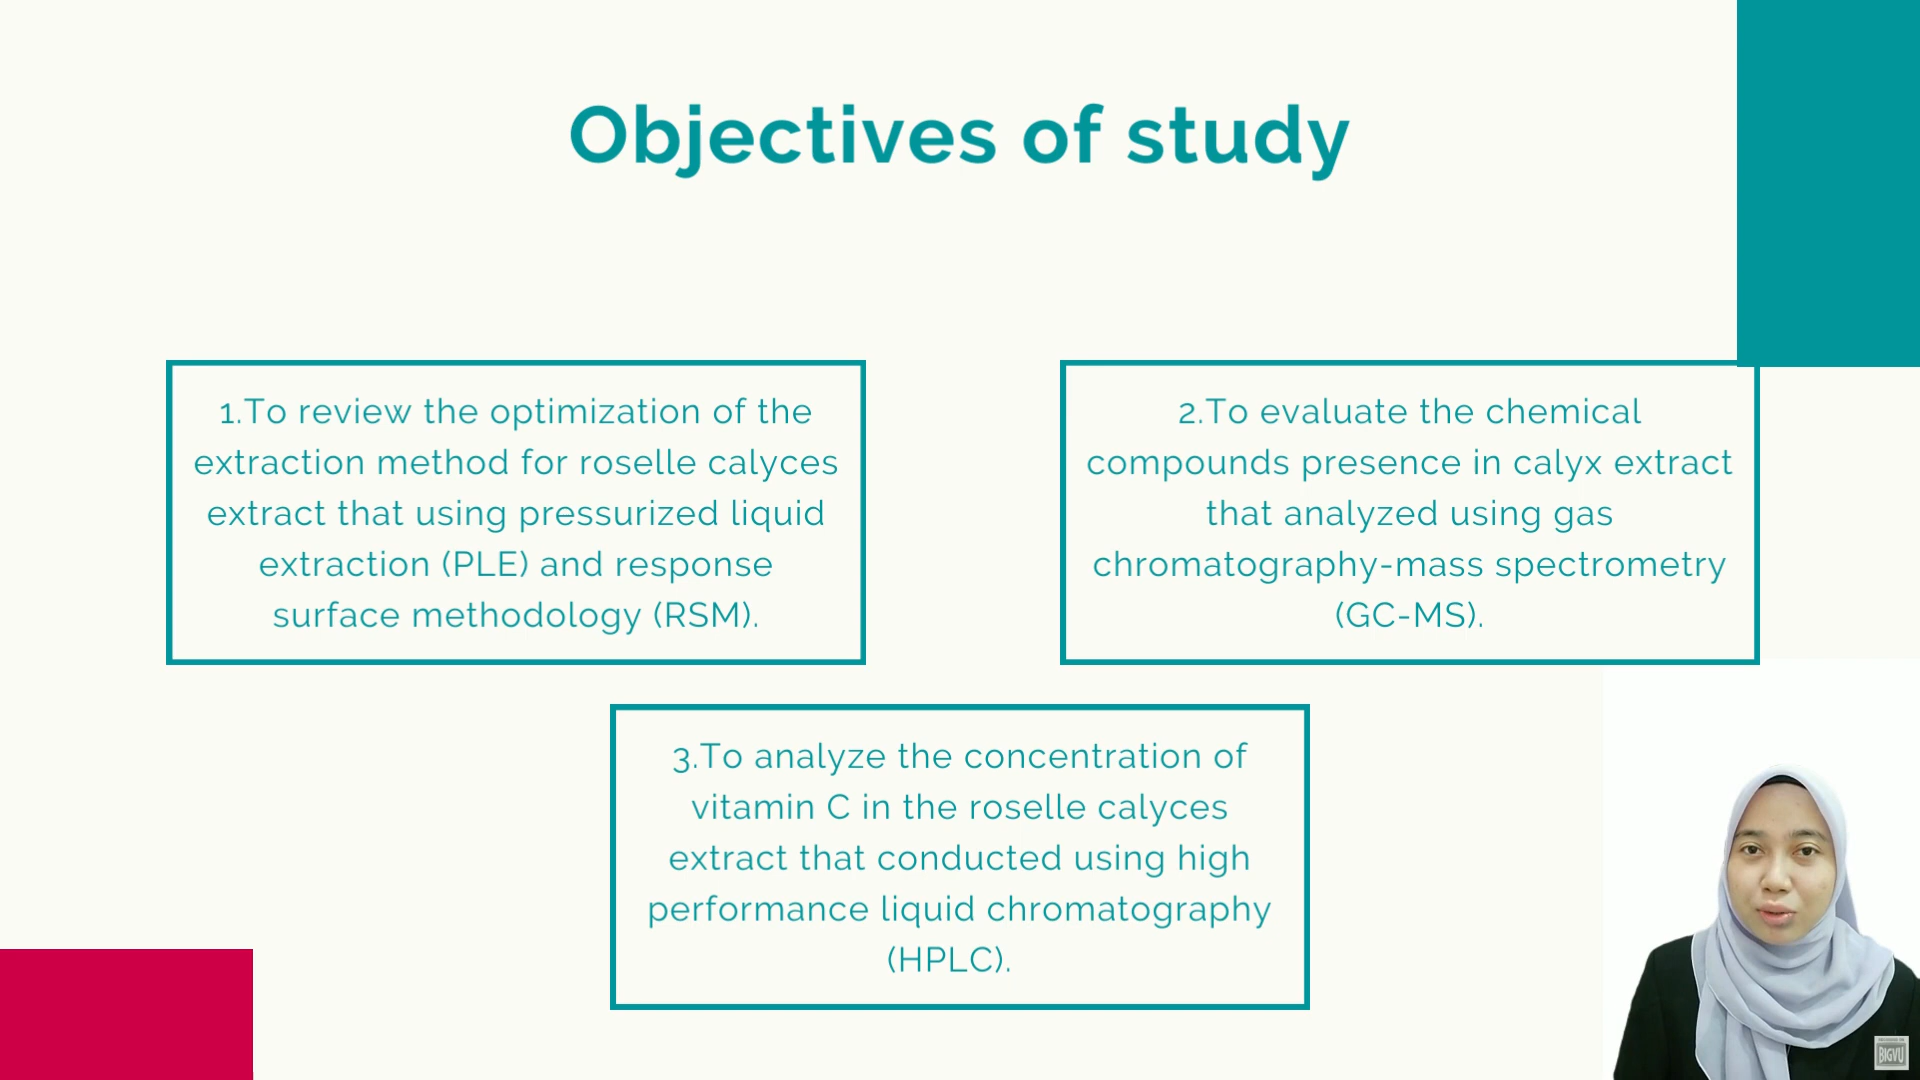 Objectives of study
1.To review the optimization of the
extraction method for roselle calyces
extract that using pressurized liquid
extraction (PLE) and response
surface methodology (RSM).
2.To evaluate the chemical
compounds presence in calyx extract
that analyzed using gas
chromatography-mass spectrometry
(GC-MS).
3.To analyze the concentration of
vitamin C in the roselle calyces
extract that conducted using high
performance liquid chromatography
(HPLC).
BIGVU